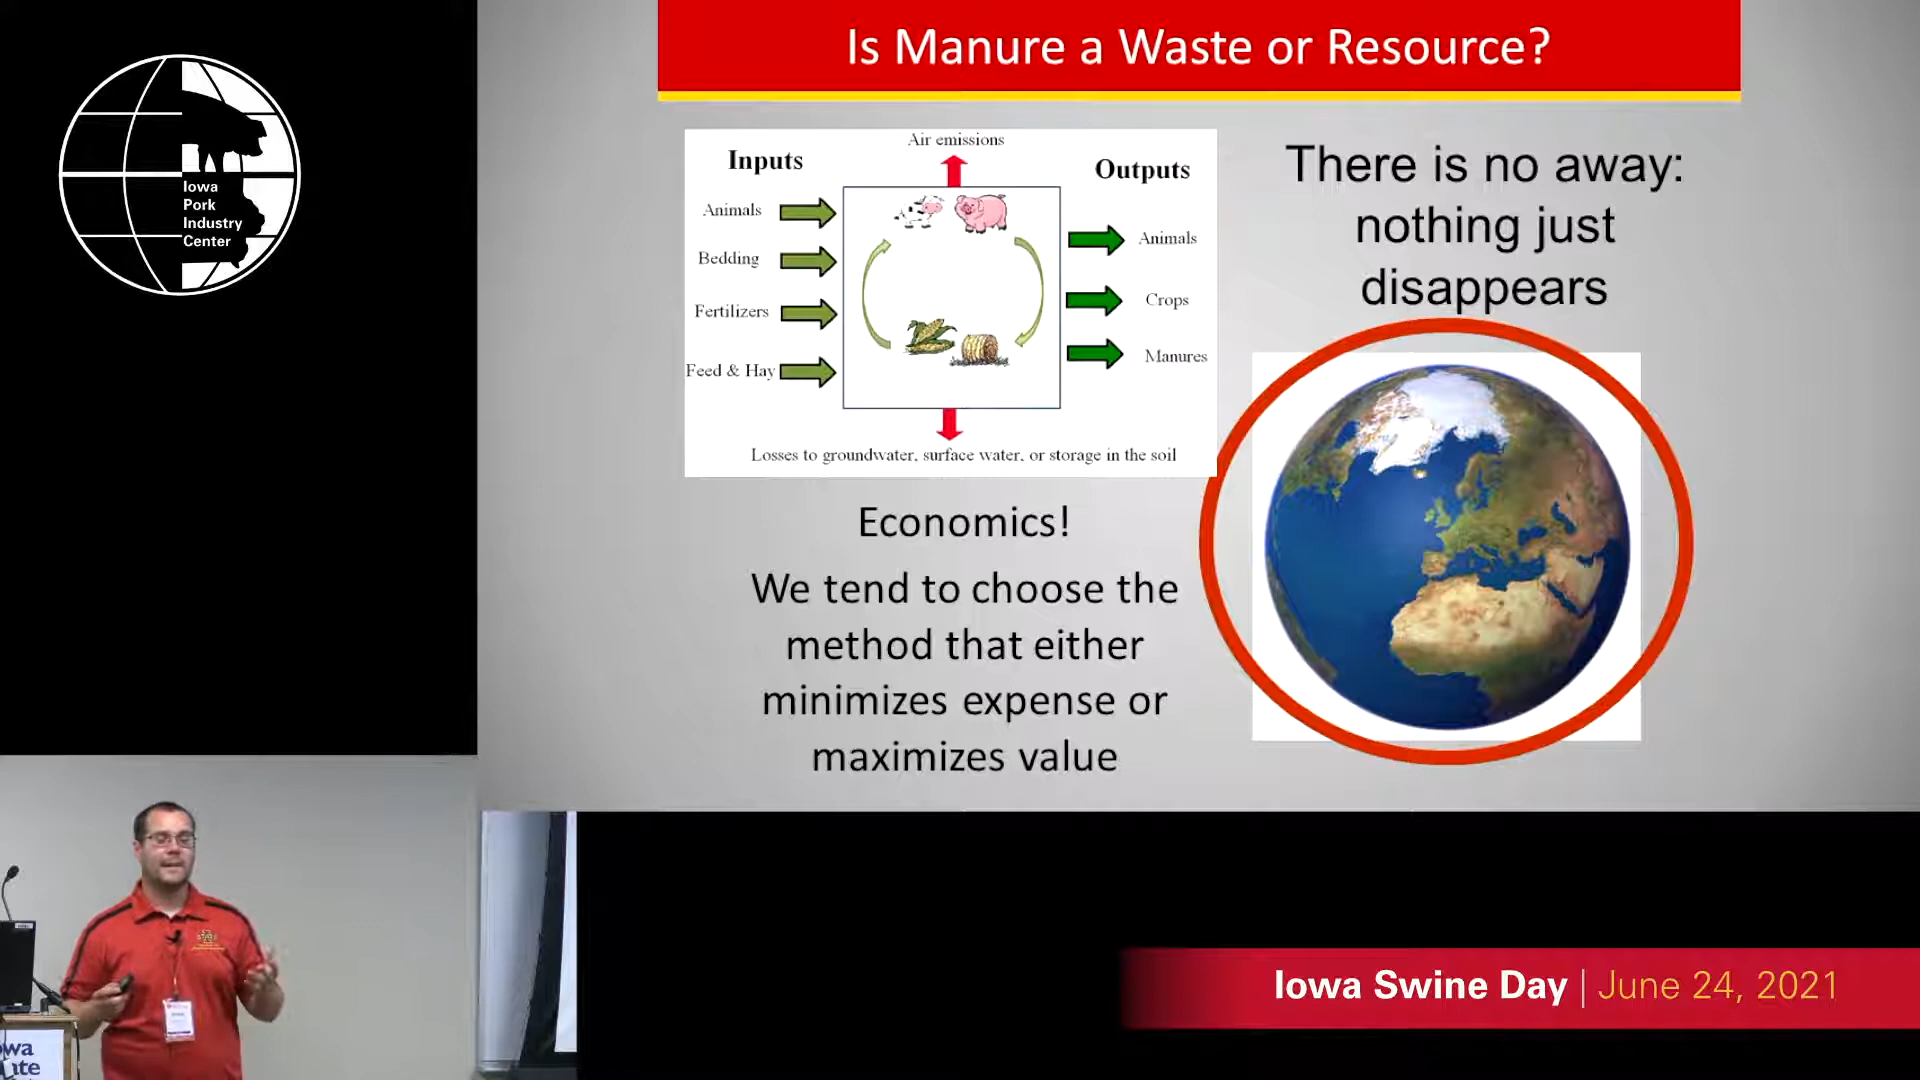 Iowa
Pork
Industry
Center
Is Manure a Waste or Resource?
Air emissions
Inputs
Outputs
Animals
Bedding
Fertilizers
Feed & Hay
Animals
Crops
Manures
Losses to groundwater, surface water, or storage in the soil
There is no away:
nothing just
disappears
Economics!
We tend to choose the
method that either
minimizes expense or
maximizes value
Iowa Swine Day | June 24, 2021